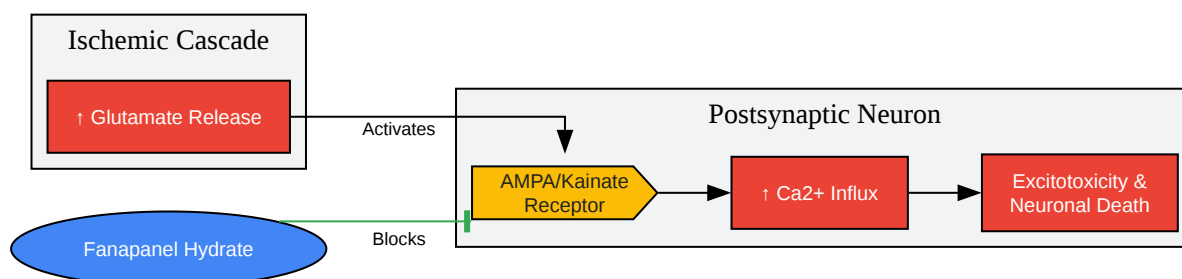 Ischemic Cascade
↑ Glutamate Release
Activates
Postsynaptic Neuron
AMPA/Kainate
Receptor
↑ Ca2+ Influx
Excitotoxicity &
Neuronal Death
Blocks
Fanapanel Hydrate